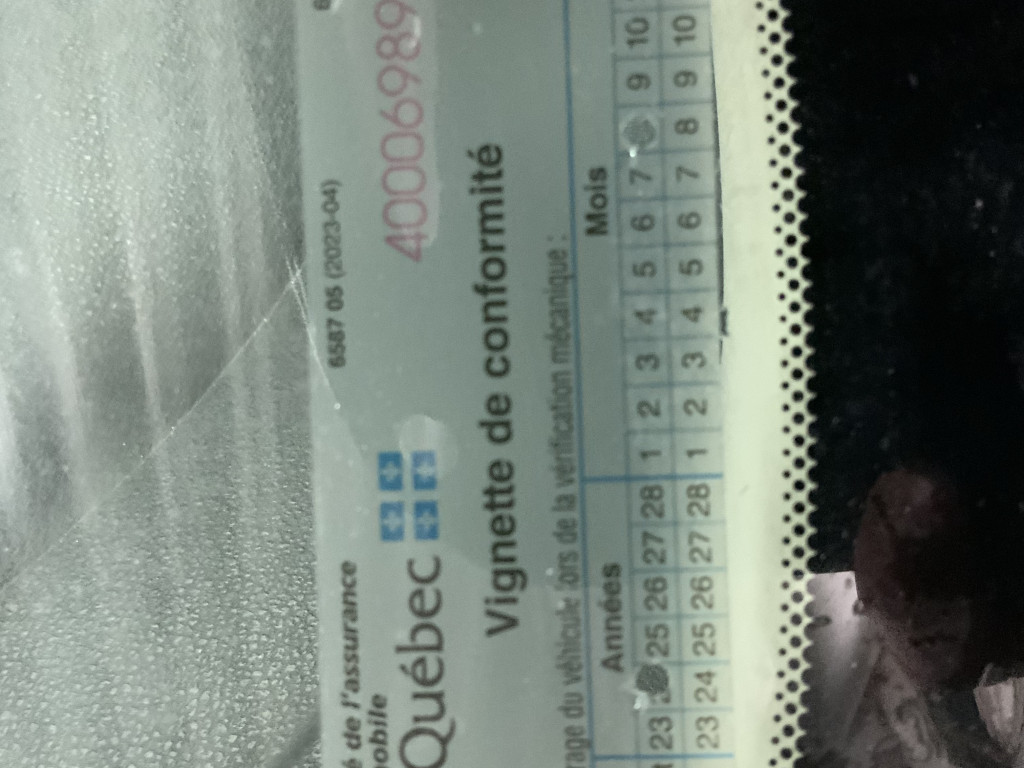 6587 05 (2023-04)
é de l'assurance
obile
Québec
40006989
Vignette de conformité
rage du véhicule lors de la vérification mécanique :
Années Mois
23 25 26 27 28 1 2 3 4 5 6 7 9 10
23 24 25 26 27 28 1 2 3 4 5 6 7 8 9 10